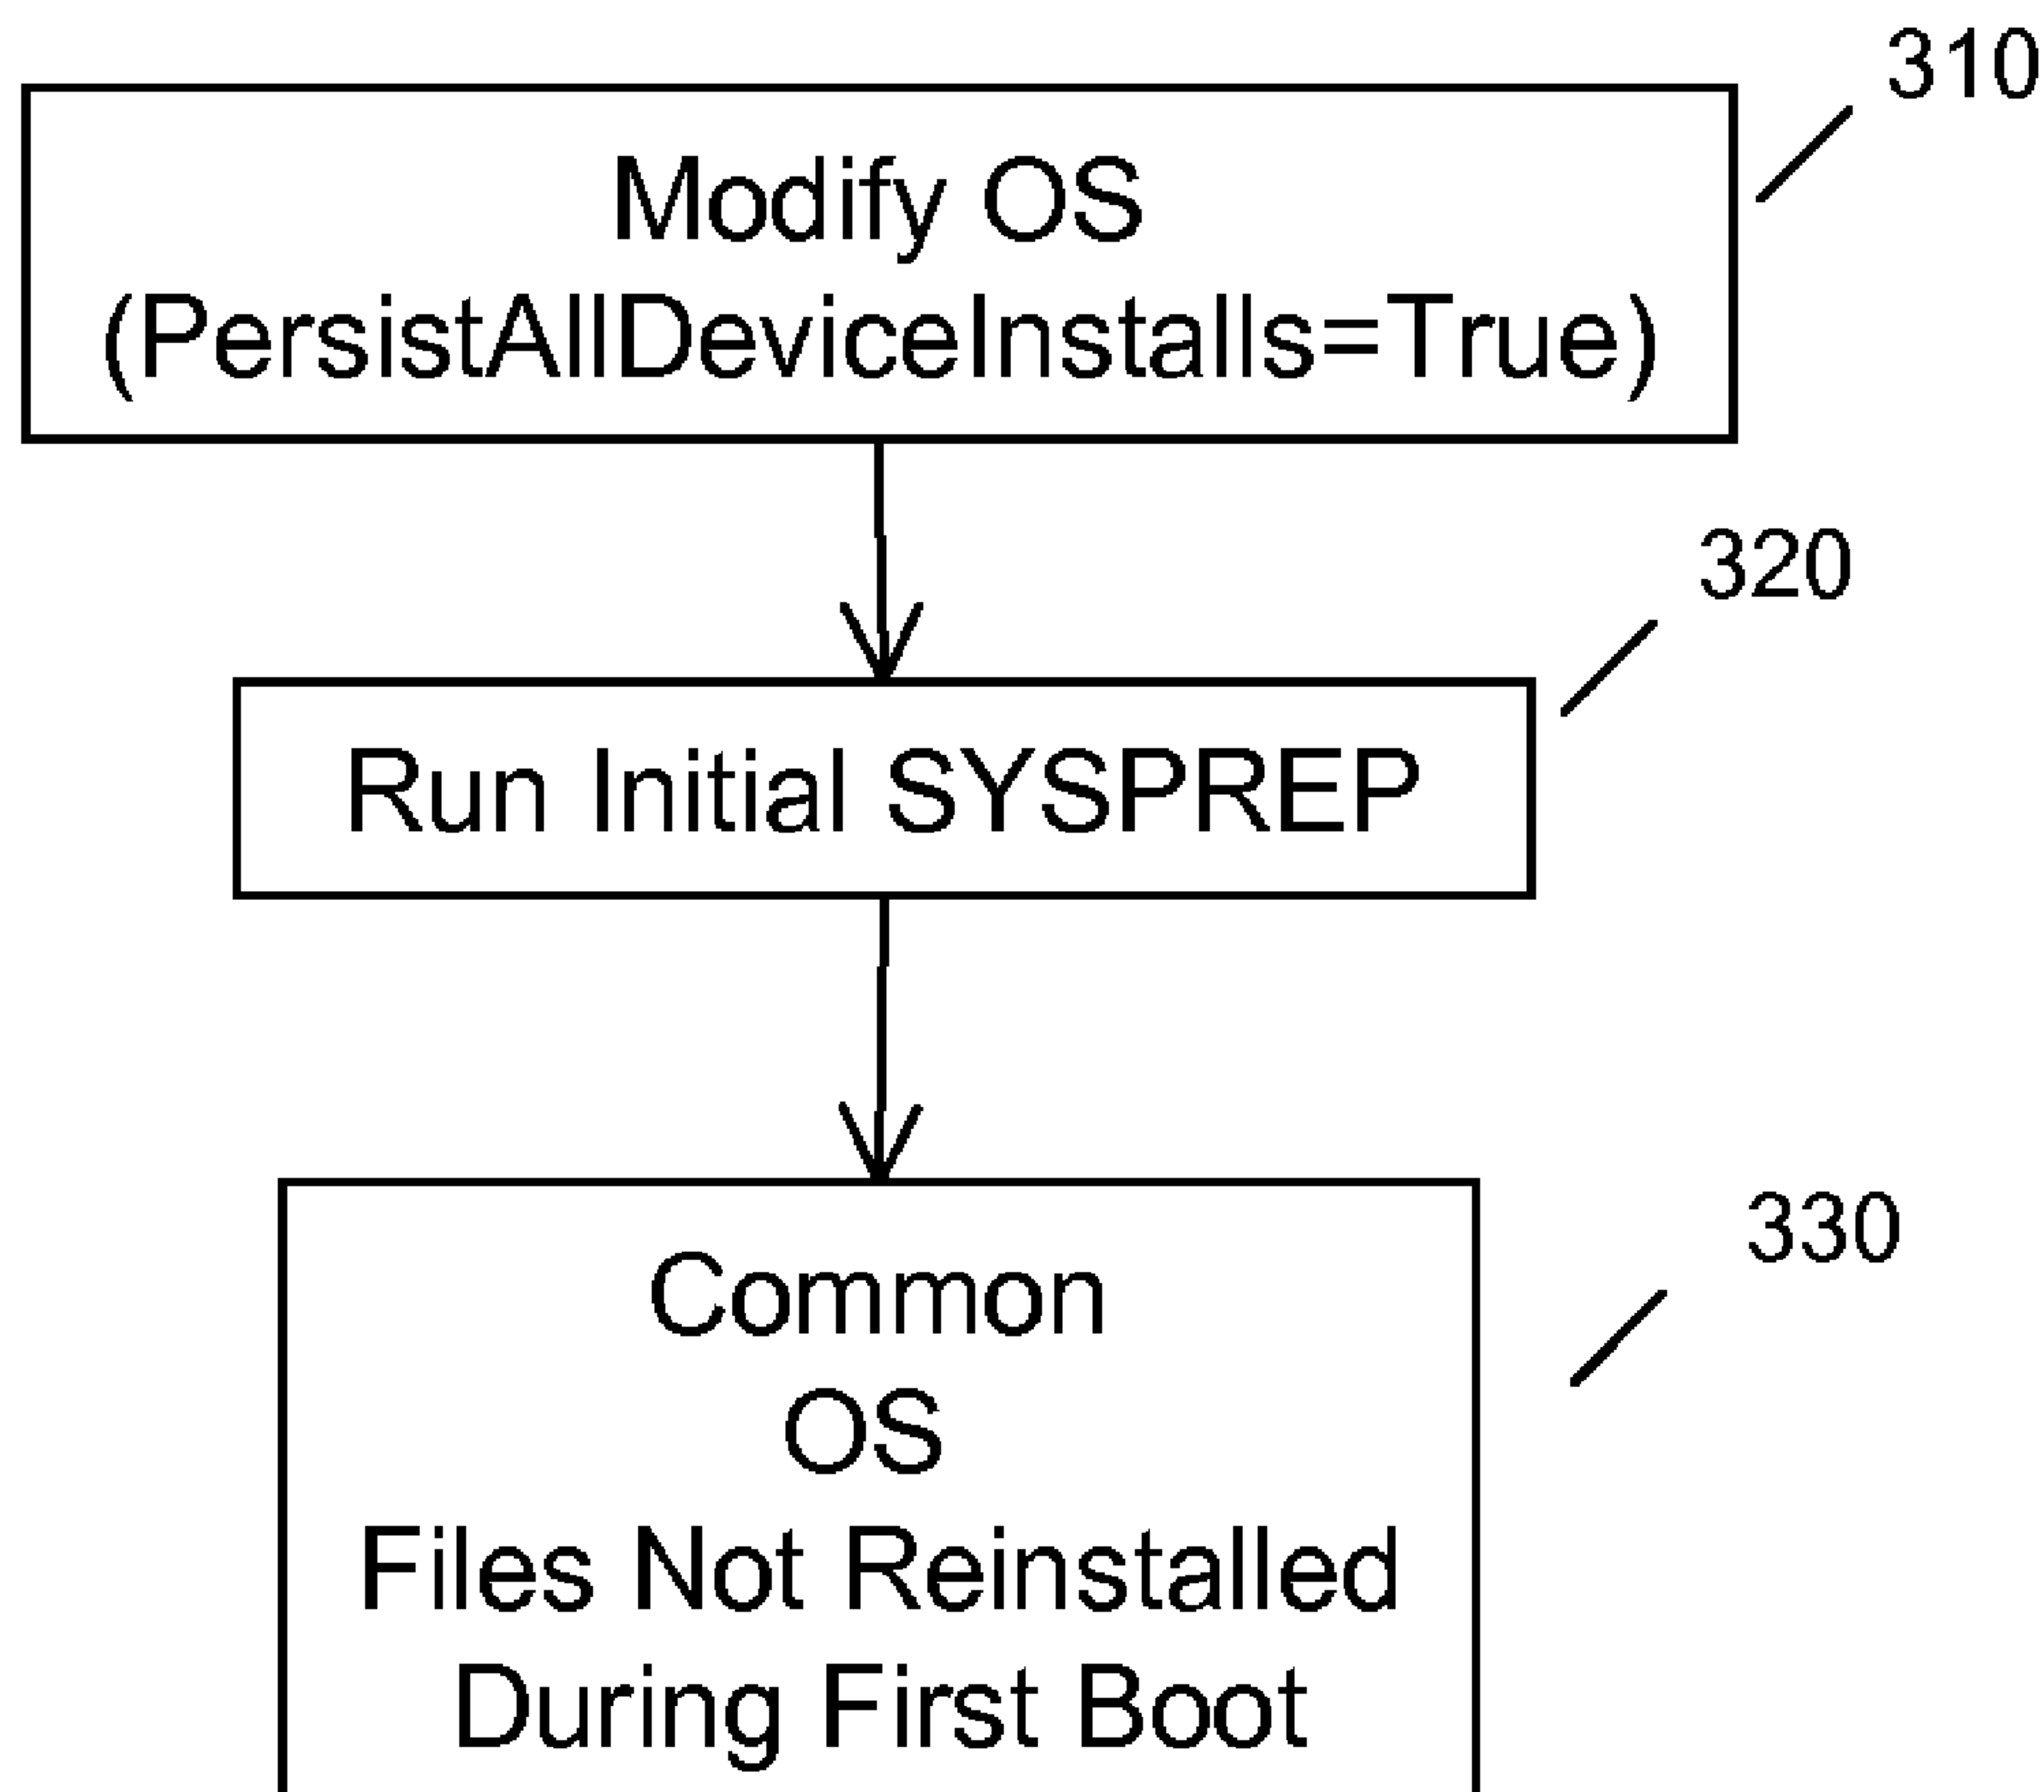 310
Modify OS
(PersistAllDeviceInstalls=True)
320
Run Initial SYSPREP
330
Common
OS
Files Not Reinstalled
During First Boot